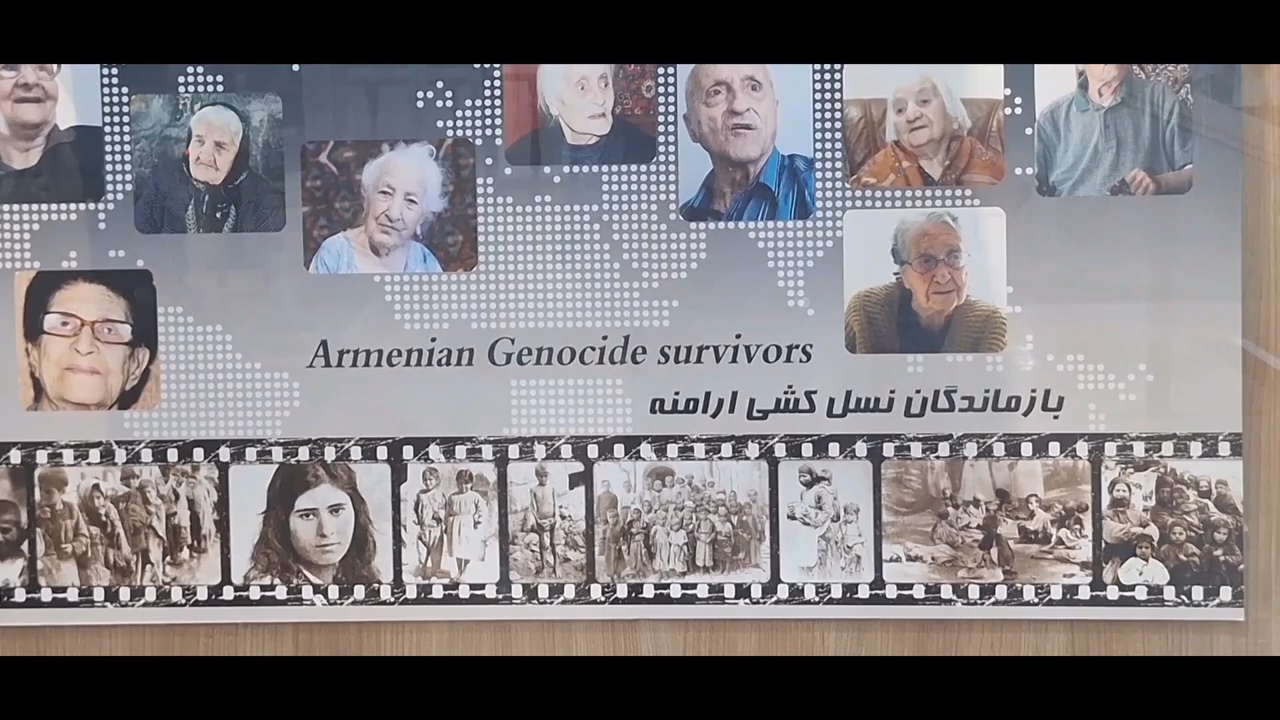 Armenian Genocide survivors
بازماندگان نسل کشی ارامنه